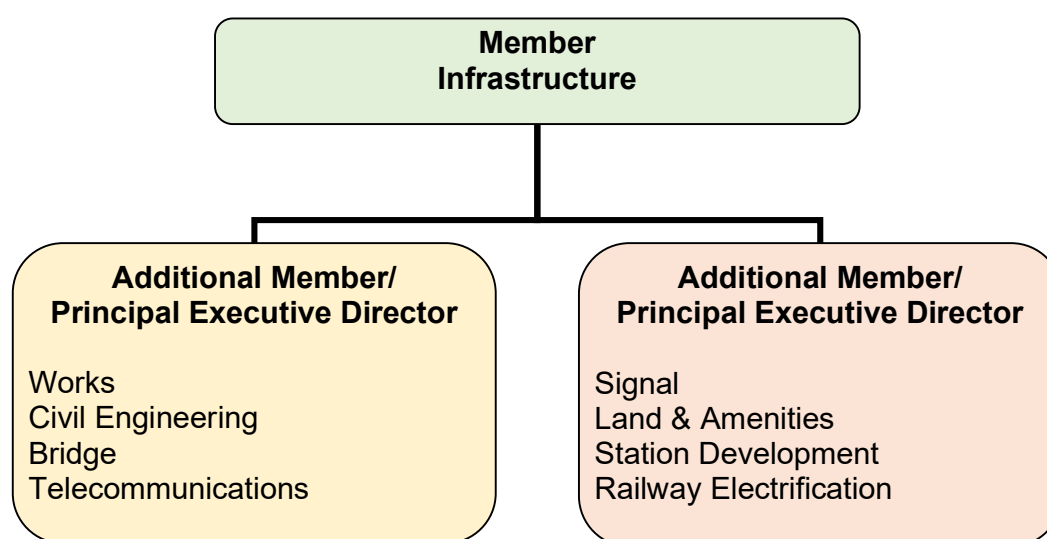 Member
Infrastructure
Additional Member/
Principal Executive Director
Works
Civil Engineering
Bridge
Telecommunications
Additional Member/
Principal Executive Director
Signal
Land & Amenities
Station Development
Railway Electrification